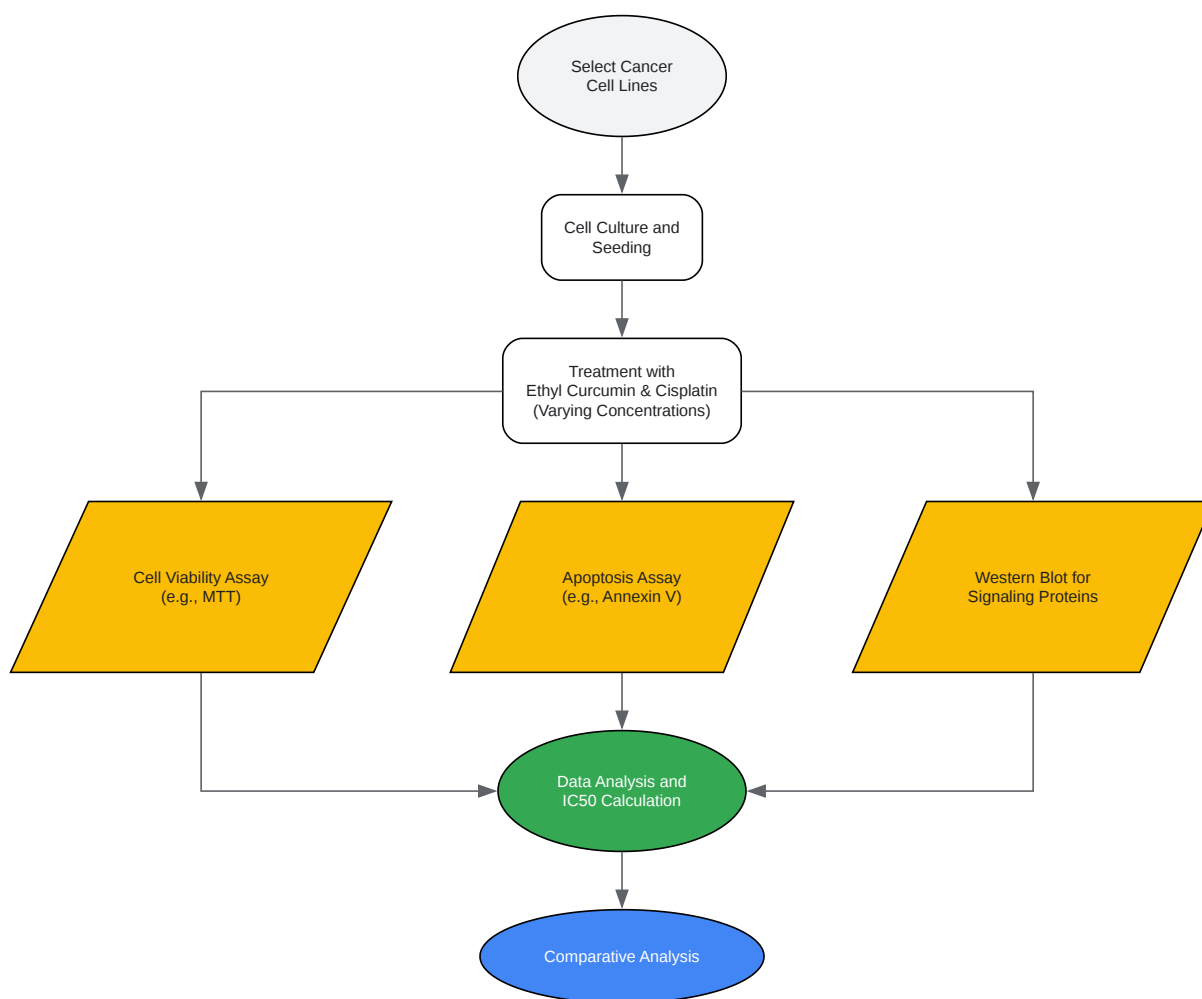 Select Cancer
Cell Lines
Cell Culture and
Seeding
Treatment with
Ethyl Curcumin & Cisplatin
(Varying Concentrations)
Cell Viability Assay
(e.g., MTT)
Apoptosis Assay
(e.g., Annexin V)
Western Blot for
Signaling Proteins
Data Analysis and
IC50 Calculation
Comparative Analysis